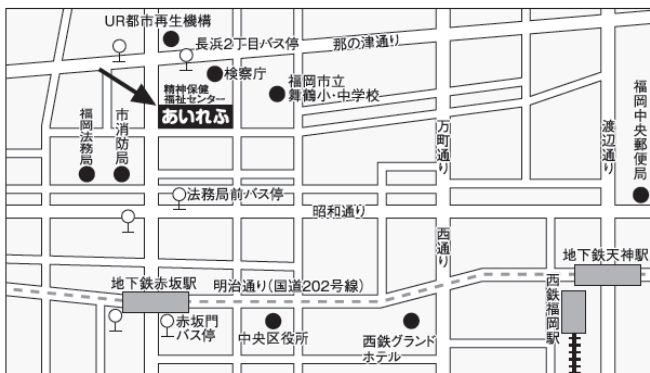 UR都市再生機構
長浜2丁目バス停
那の津通り
検察庁
精神保健
福祉センター
あいれふ
福岡市立
舞鶴小・中学校
福岡法務局
市消防局
万町通り
渡辺通り
福岡中央郵便局
法務局前バス停
昭和通り
西通り
地下鉄赤坂駅
明治通り(国道202号線)
地下鉄天神駅
西鉄福岡駅
赤坂門
バス停
中央区役所
西鉄グランド
ホテル